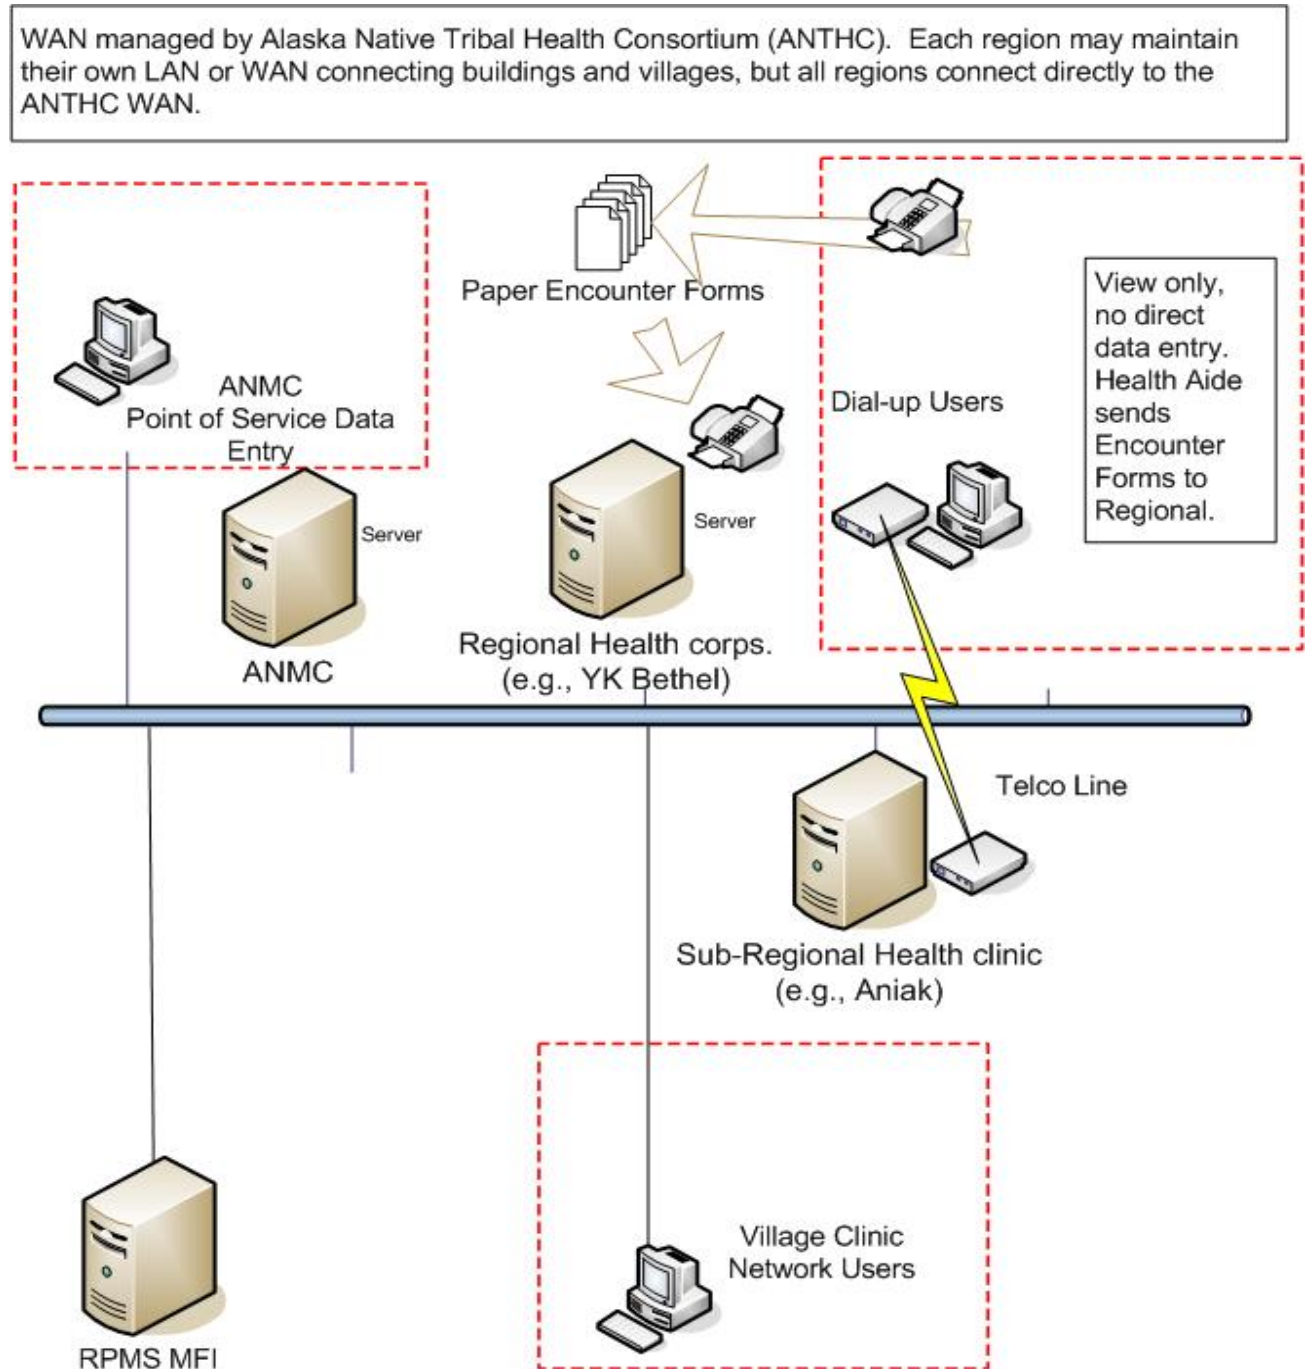 WAN managed by Alaska Native Tribal Health Consortium (ANTHC).  Each region may maintain
their own LAN or WAN connecting buildings and villages, but all regions connect directly to the
ANTHC WAN.
Paper Encounter Forms
View only,
no direct
data entry.
Health Aide
sends
Encounter
Forms to
Regional.
ANMC
Point of Service Data
Entry
Dial-up Users
Server
Server
ANMC
Regional Health corps.
(e.g., YK Bethel)
Telco Line
Sub-Regional Health clinic
(e.g., Aniak)
Village Clinic
Network Users
RPMS MFI